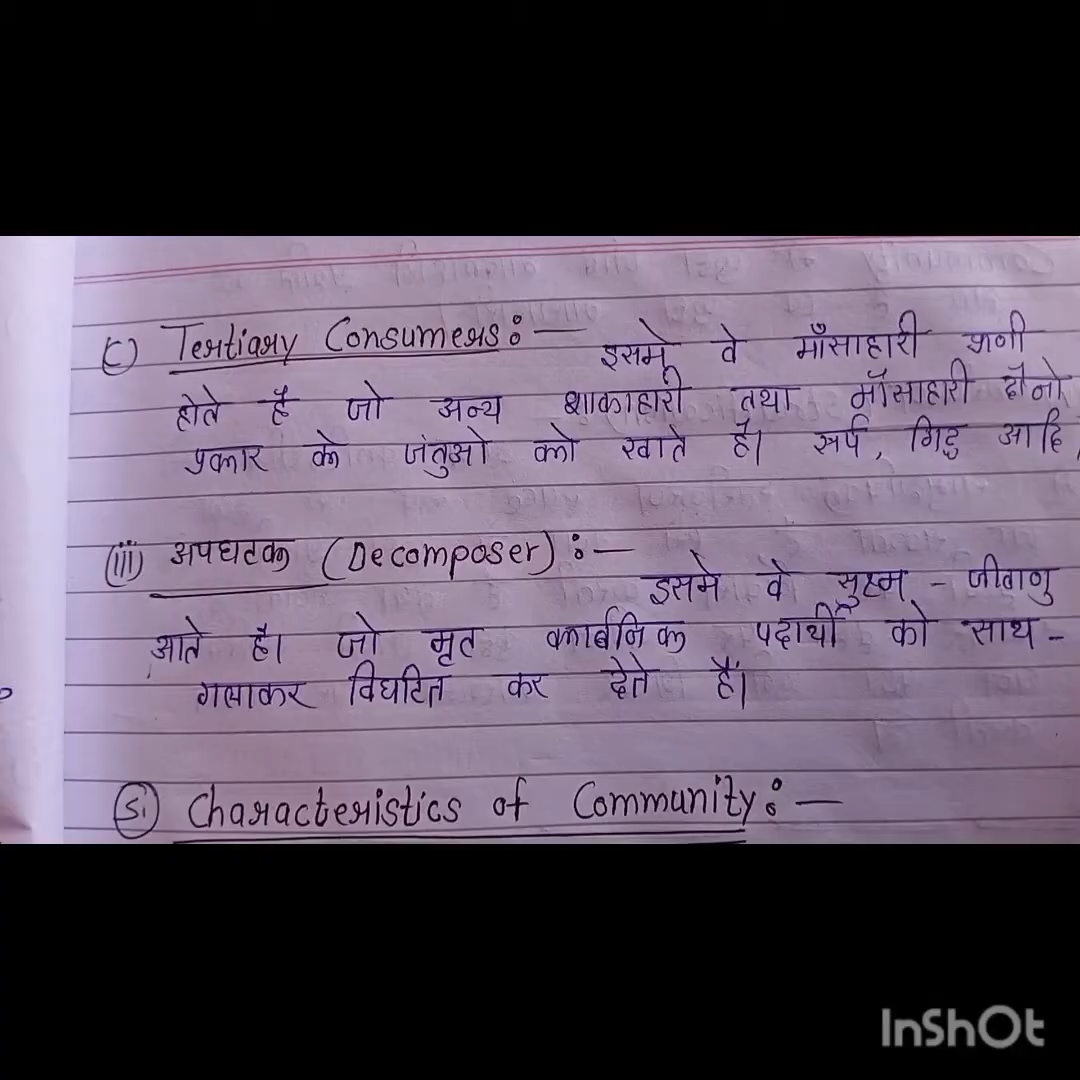 (C) Tertiary Consumers :-
इसमे वे माँसाहारी प्राणी
होते है जो अन्य शाकाहारी तथा माँसाहारी दोनो
प्रकार के जंतुओ को खाते है। सर्प, गिद्ध आदि
(iii) अपघटक (Decomposer) :-
इसमे वे सुक्ष्म - जीवाणु
आते है। जो मृत कार्बनिक पदार्थो को साथ -
गलाकर विघटित कर देते हैं।
5. Characteristics of Community :-
InShOt